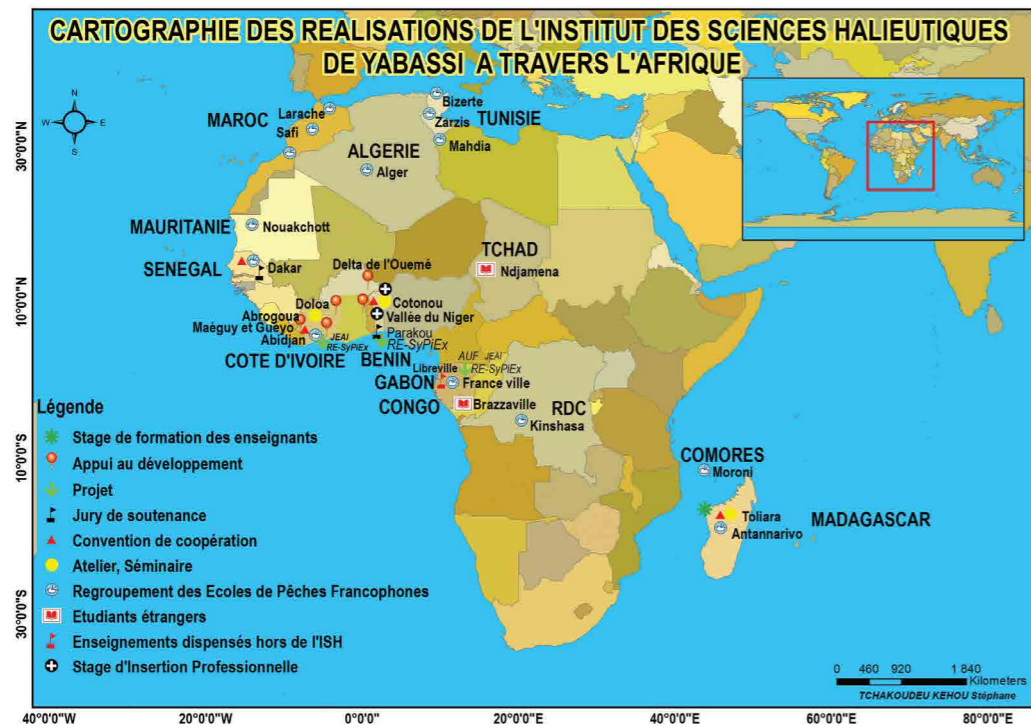 CARTOGRAPHIE DES REALISATIONS DE L'INSTITUT DES SCIENCES HALIEUTIQUES
DE YABASSI A TRAVERS L'AFRIQUE
N
W E
S
Bizerte
Larache
MAROC
Zarzis
TUNISIE
Safi
Mahdia
ALGERIE
Alger
MAURITANIE
Nouakchott
TCHAD
Ndjamena
SENEGAL
Dakar
Delta de l'Ouemé
Doloa
Cotonou
Abrogoua
Vallée du Niger
Maéguy et Guéyo
Parakou
Abidjan
JEAI
RE-SyPiEx
RE-SyPiEx
COTE D'IVOIRE
BENIN
AUF JEAI
Libreville
RE-SyPiEx
GABON
France ville
CONGO
Brazzaville
RDC
Kinshasa
COMORES
Moroni
Toliara
MADAGASCAR
Antannarivo
Légende
Stage de formation des enseignants
Appui au développement
Projet
Jury de soutenance
Convention de coopération
Atelier, Séminaire
Regroupement des Ecoles de Pêches Francophones
Etudiants étrangers
Enseignements dispensés hors de l'ISH
Stage d'Insertion Professionnelle
0 460 920 1 840
Kilometers
TCHAKOUDEU KEHOU Stéphane
30°0'0"N
10°0'0"N
10°0'0"S
30°0'0"S
40°0'0"W 20°0'0"W 0°0'0" 20°0'0"E 40°0'0"E 60°0'0"E 80°0'0"E